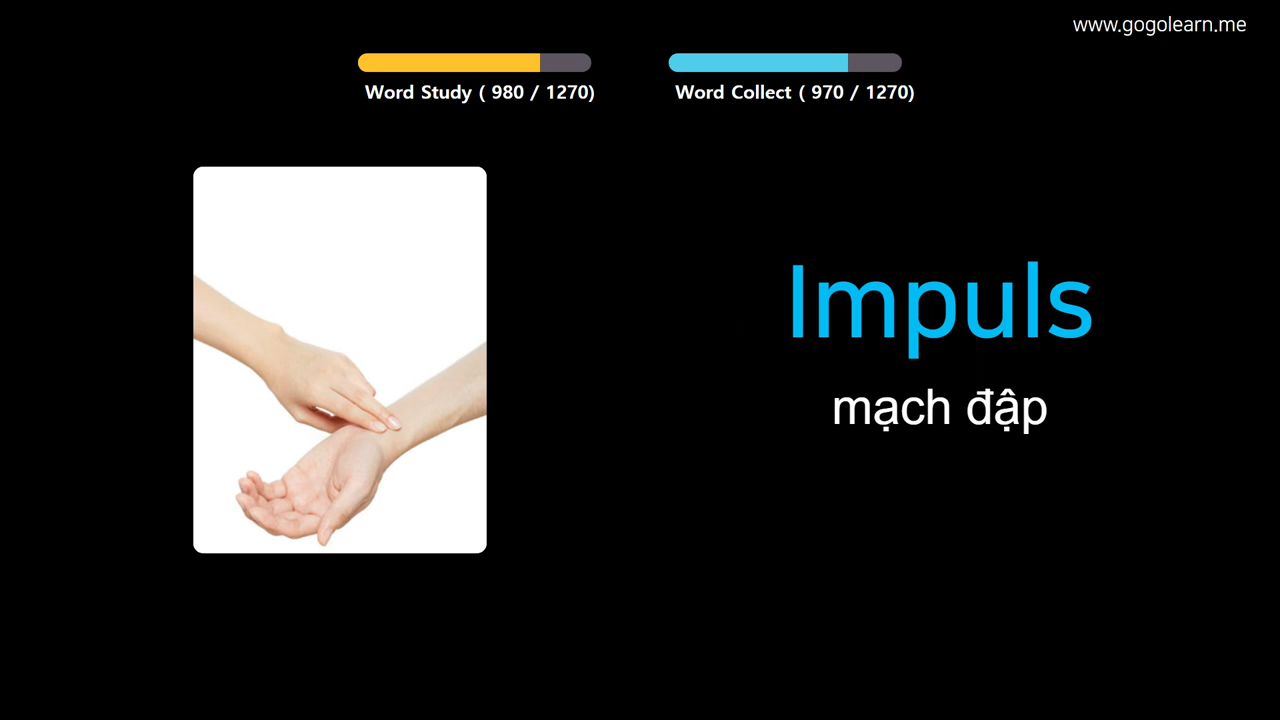 www.gogolearn.me
Word Study ( 980 / 1270)
Word Collect ( 970 / 1270)
Impuls
mạch đập